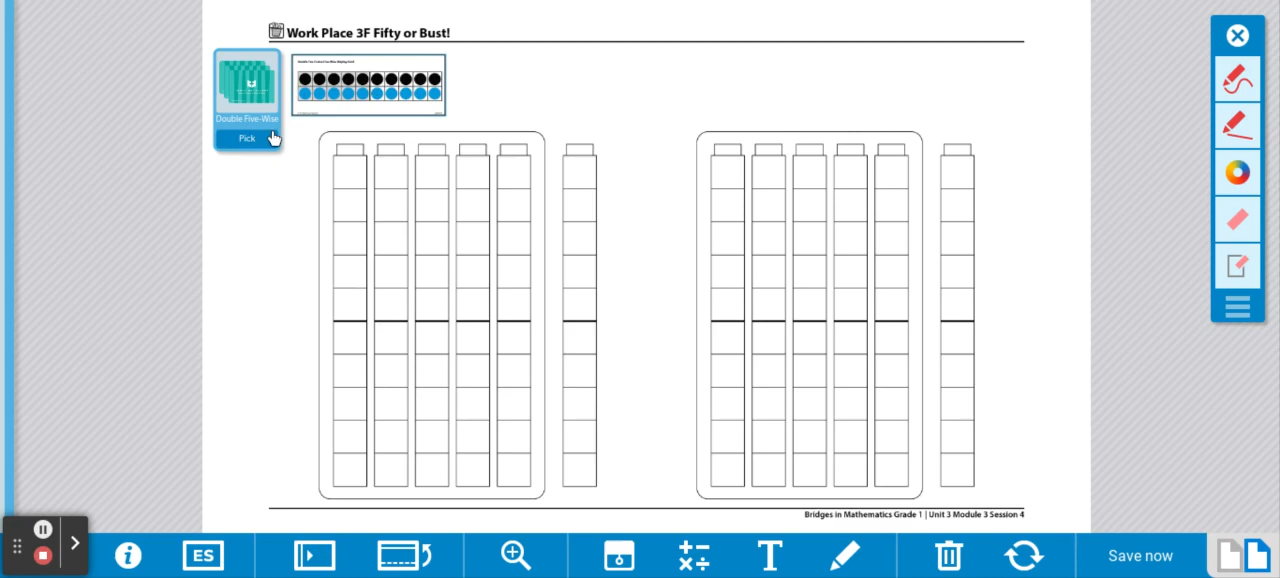 Work Place 3F Fifty or Bust!
Double Five-Wise
Pick
Bridges in Mathematics Grade 1 | Unit 3 Module 3 Session 4
ES
T
Save now